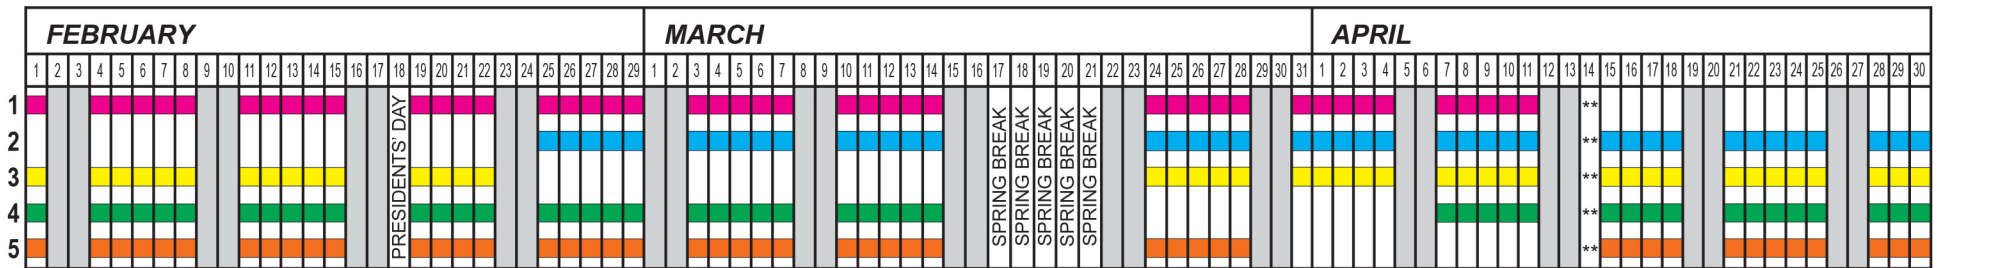 FEBRUARY MARCH APRIL
1 2 3 4 5 6 7 8 9 10 11 12 13 14 15 16 17 18 19 20 21 22 23 24 25 26 27 28 29 1 2 3 4 5 6 7 8 9 10 11 12 13 14 15 16 17 18 19 20 21 22 23 24 25 26 27 28 29 30 31 1 2 3 4 5 6 7 8 9 10 11 12 13 14 15 16 17 18 19 20 21 22 23 24 25 26 27 28 29 30
1 **
2 **
3 **
4 **
5 **
PRESIDENTS' DAY
SPRING BREAK
SPRING BREAK
SPRING BREAK
SPRING BREAK
SPRING BREAK